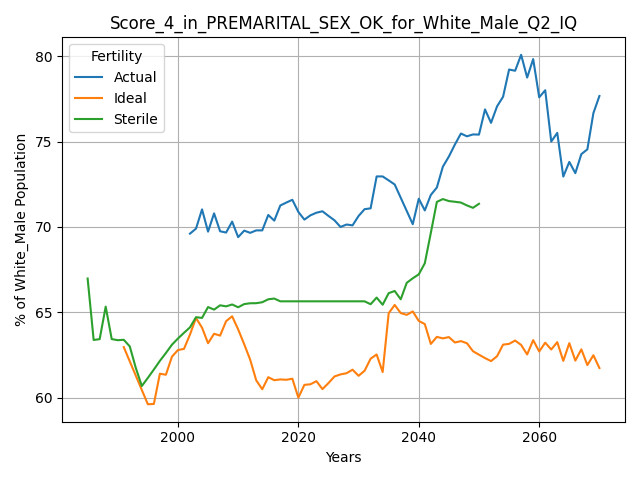 Score_4_in_PREMARITAL_SEX_OK_for_White_Male_Q2_IQ
% of White_Male Population
80
75
70
65
60
Fertility
Actual
Ideal
Sterile
2000 2020 2040 2060
Years